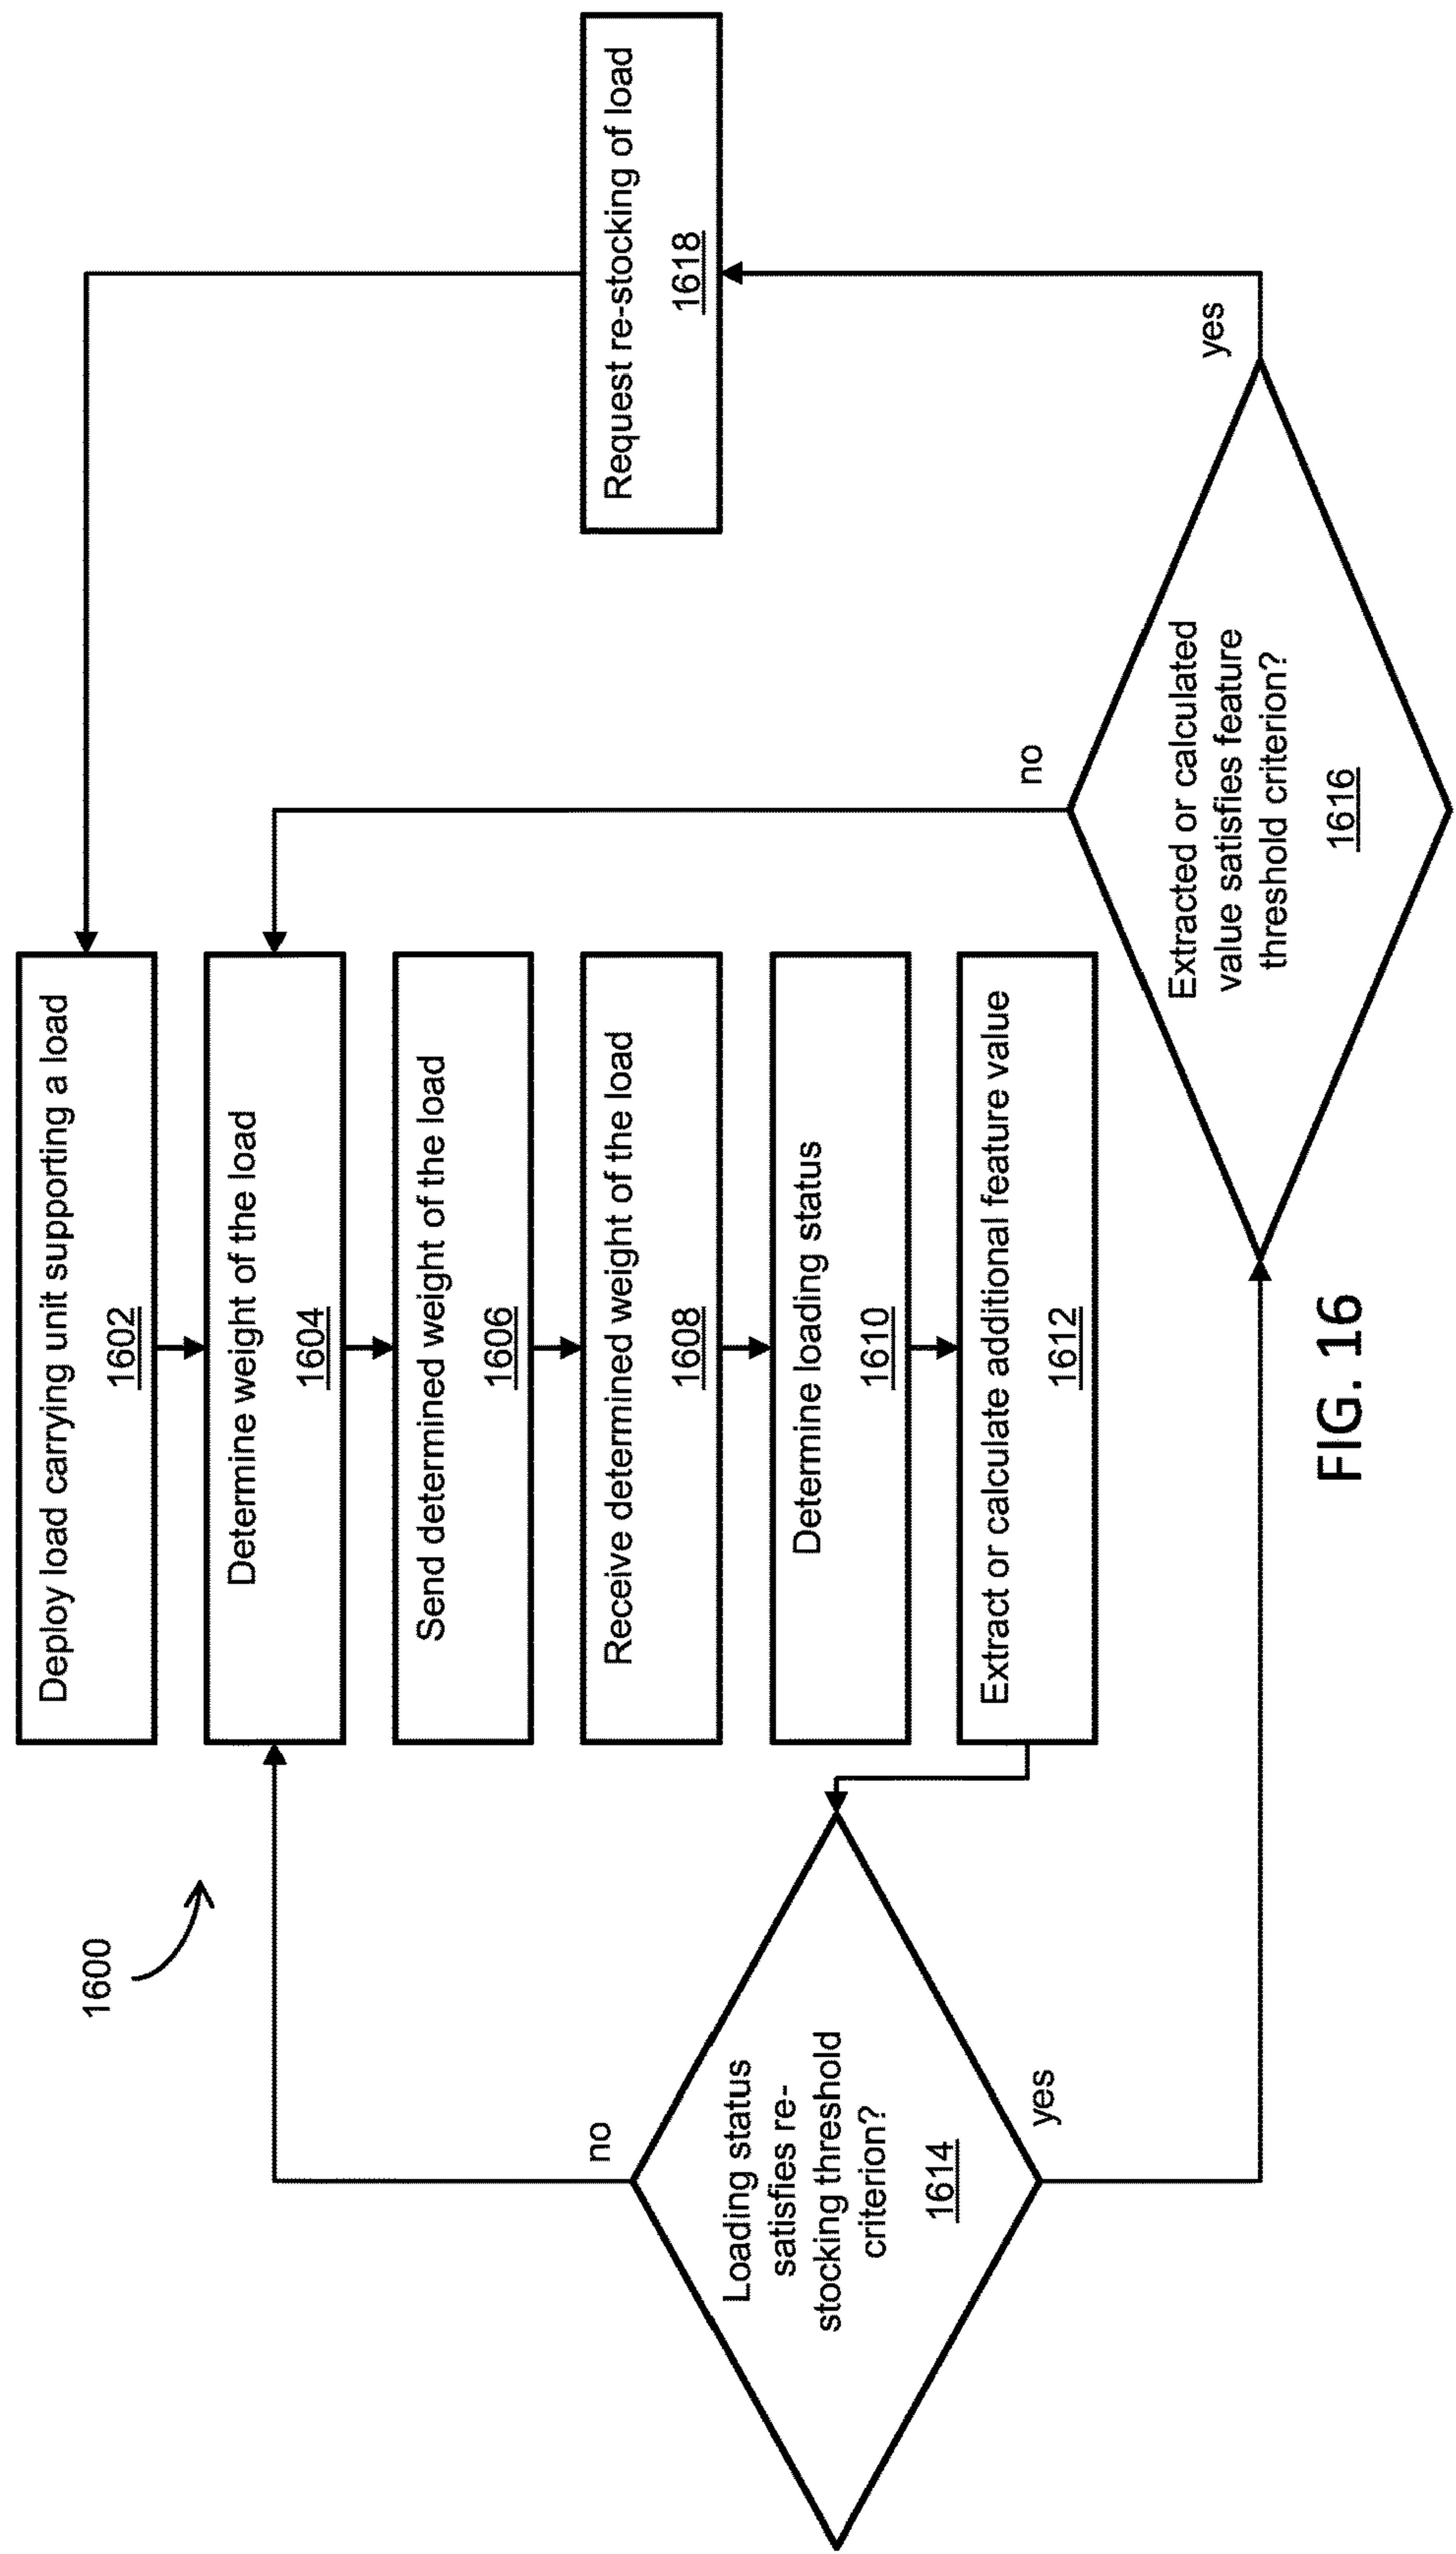 1600
Deploy load carrying unit supporting a load
1602
Determine weight of the load
1604
Send determined weight of the load
1606
Receive determined weight of the load
1608
Determine loading status
1610
Extract or calculate additional feature value
1612
Loading status
satisfies re-
stocking threshold
criterion?
1614
no
yes
Extracted or calculated
value satisfies feature
threshold criterion?
1616
no
yes
Request re-stocking of load
1618
FIG. 16